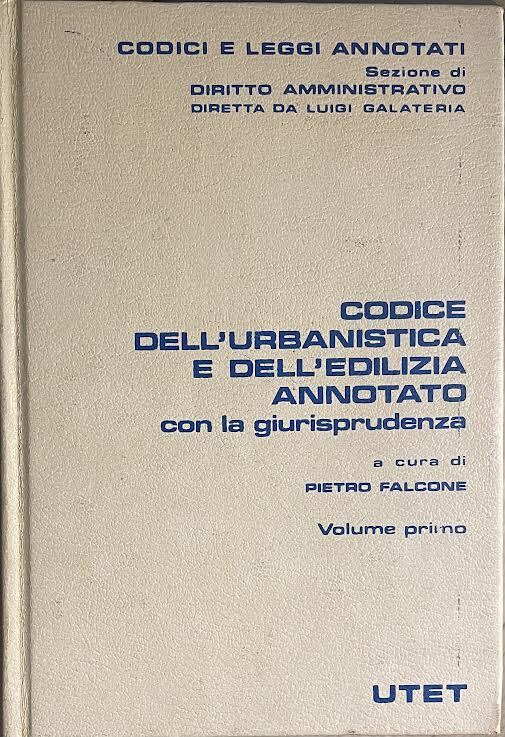 CODICI E LEGGI ANNOTATI
Sezione di
DIRITTO AMMINISTRATIVO
DIRETTA DA LUIGI GALATERIA
CODICE
DELL'URBANISTICA
E DELL'EDILIZIA
ANNOTATO
con la giurisprudenza
a cura di
PIETRO FALCONE
Volume primo
UTET